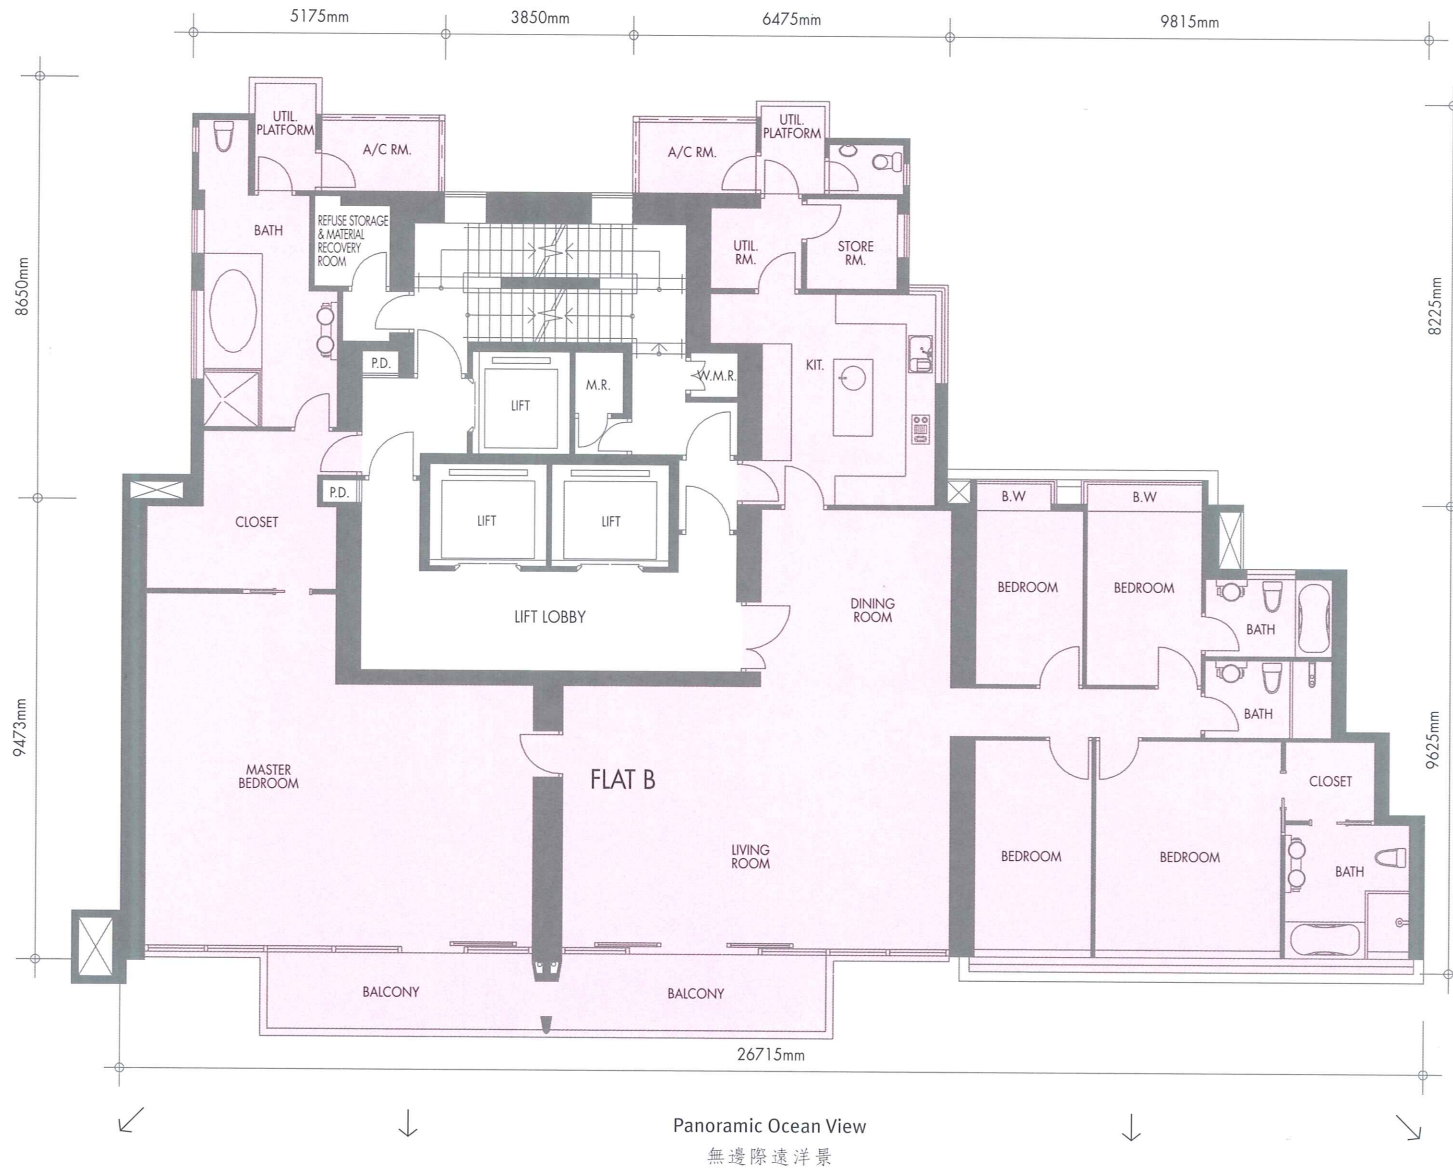 5175mm
3850mm
6475mm
9815mm
UTIL.
PLATFORM
A/C RM.
A/C RM.
UTIL.
PLATFORM
BATH
REFUSE STORAGE
& MATERIAL
RECOVERY
ROOM
UTIL.
RM.
STORE
RM.
8650mm
8225mm
P.D.
LIFT
M.R.
W.M.R.
KIT.
P.D.
CLOSET
LIFT
LIFT
B.W
B.W
BEDROOM
BEDROOM
LIFT LOBBY
DINING
ROOM
BATH
BATH
9473mm
9625mm
MASTER
BEDROOM
FLAT B
CLOSET
LIVING
ROOM
BEDROOM
BEDROOM
BATH
BALCONY
BALCONY
26715mm
Panoramic Ocean View
無邊際遠洋景